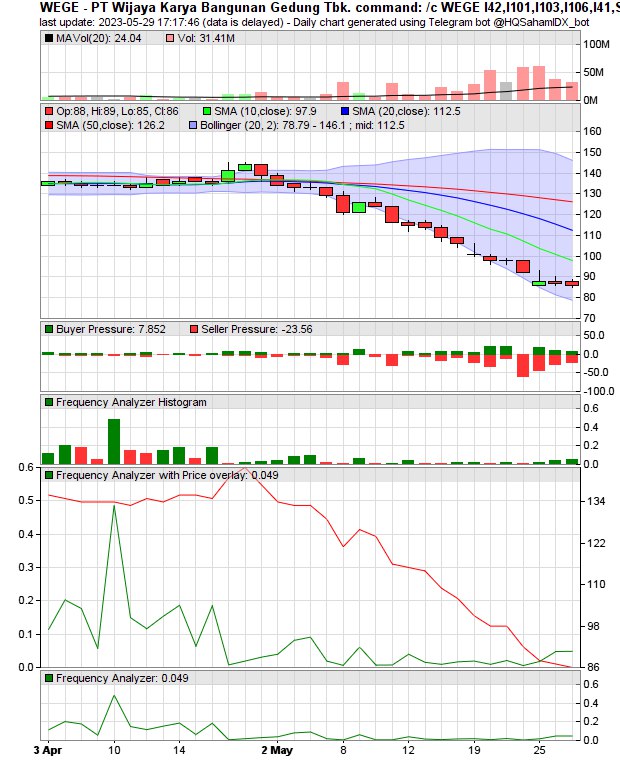 WEGE - PT Wijaya Karya Bangunan Gedung Tbk. command: /c WEGE I42,I101,I103,I106,I41,S
last update: 2023-05-29 17:17:46 (data is delayed) - Daily chart generated using Telegram bot @HQSahamIDX_bot
MAVol(20): 24.04 Vol: 31.41M
100M
50M
0M
Op:88, Hi:89, Lo:85, Cl:86 SMA (10,close): 97.9 SMA (20,close): 112.5
SMA (50,close): 126.2 Bollinger (20, 2): 78.79 - 146.1 ; mid: 112.5
160
150
140
130
120
110
100
90
80
70
Buyer Pressure: 7.852 Seller Pressure: -23.56
50.0
0.0
-50.0
-100.0
Frequency Analyzer Histogram
0.6
0.4
0.2
0.0
Frequency Analyzer with Price overlay: 0.049
0.6
0.5
0.4
0.3
0.2
0.1
0.0
134
122
110
98
86
Frequency Analyzer: 0.049
0.6
0.4
0.2
0.0
3 Apr 10 14 2 May 8 12 19 25